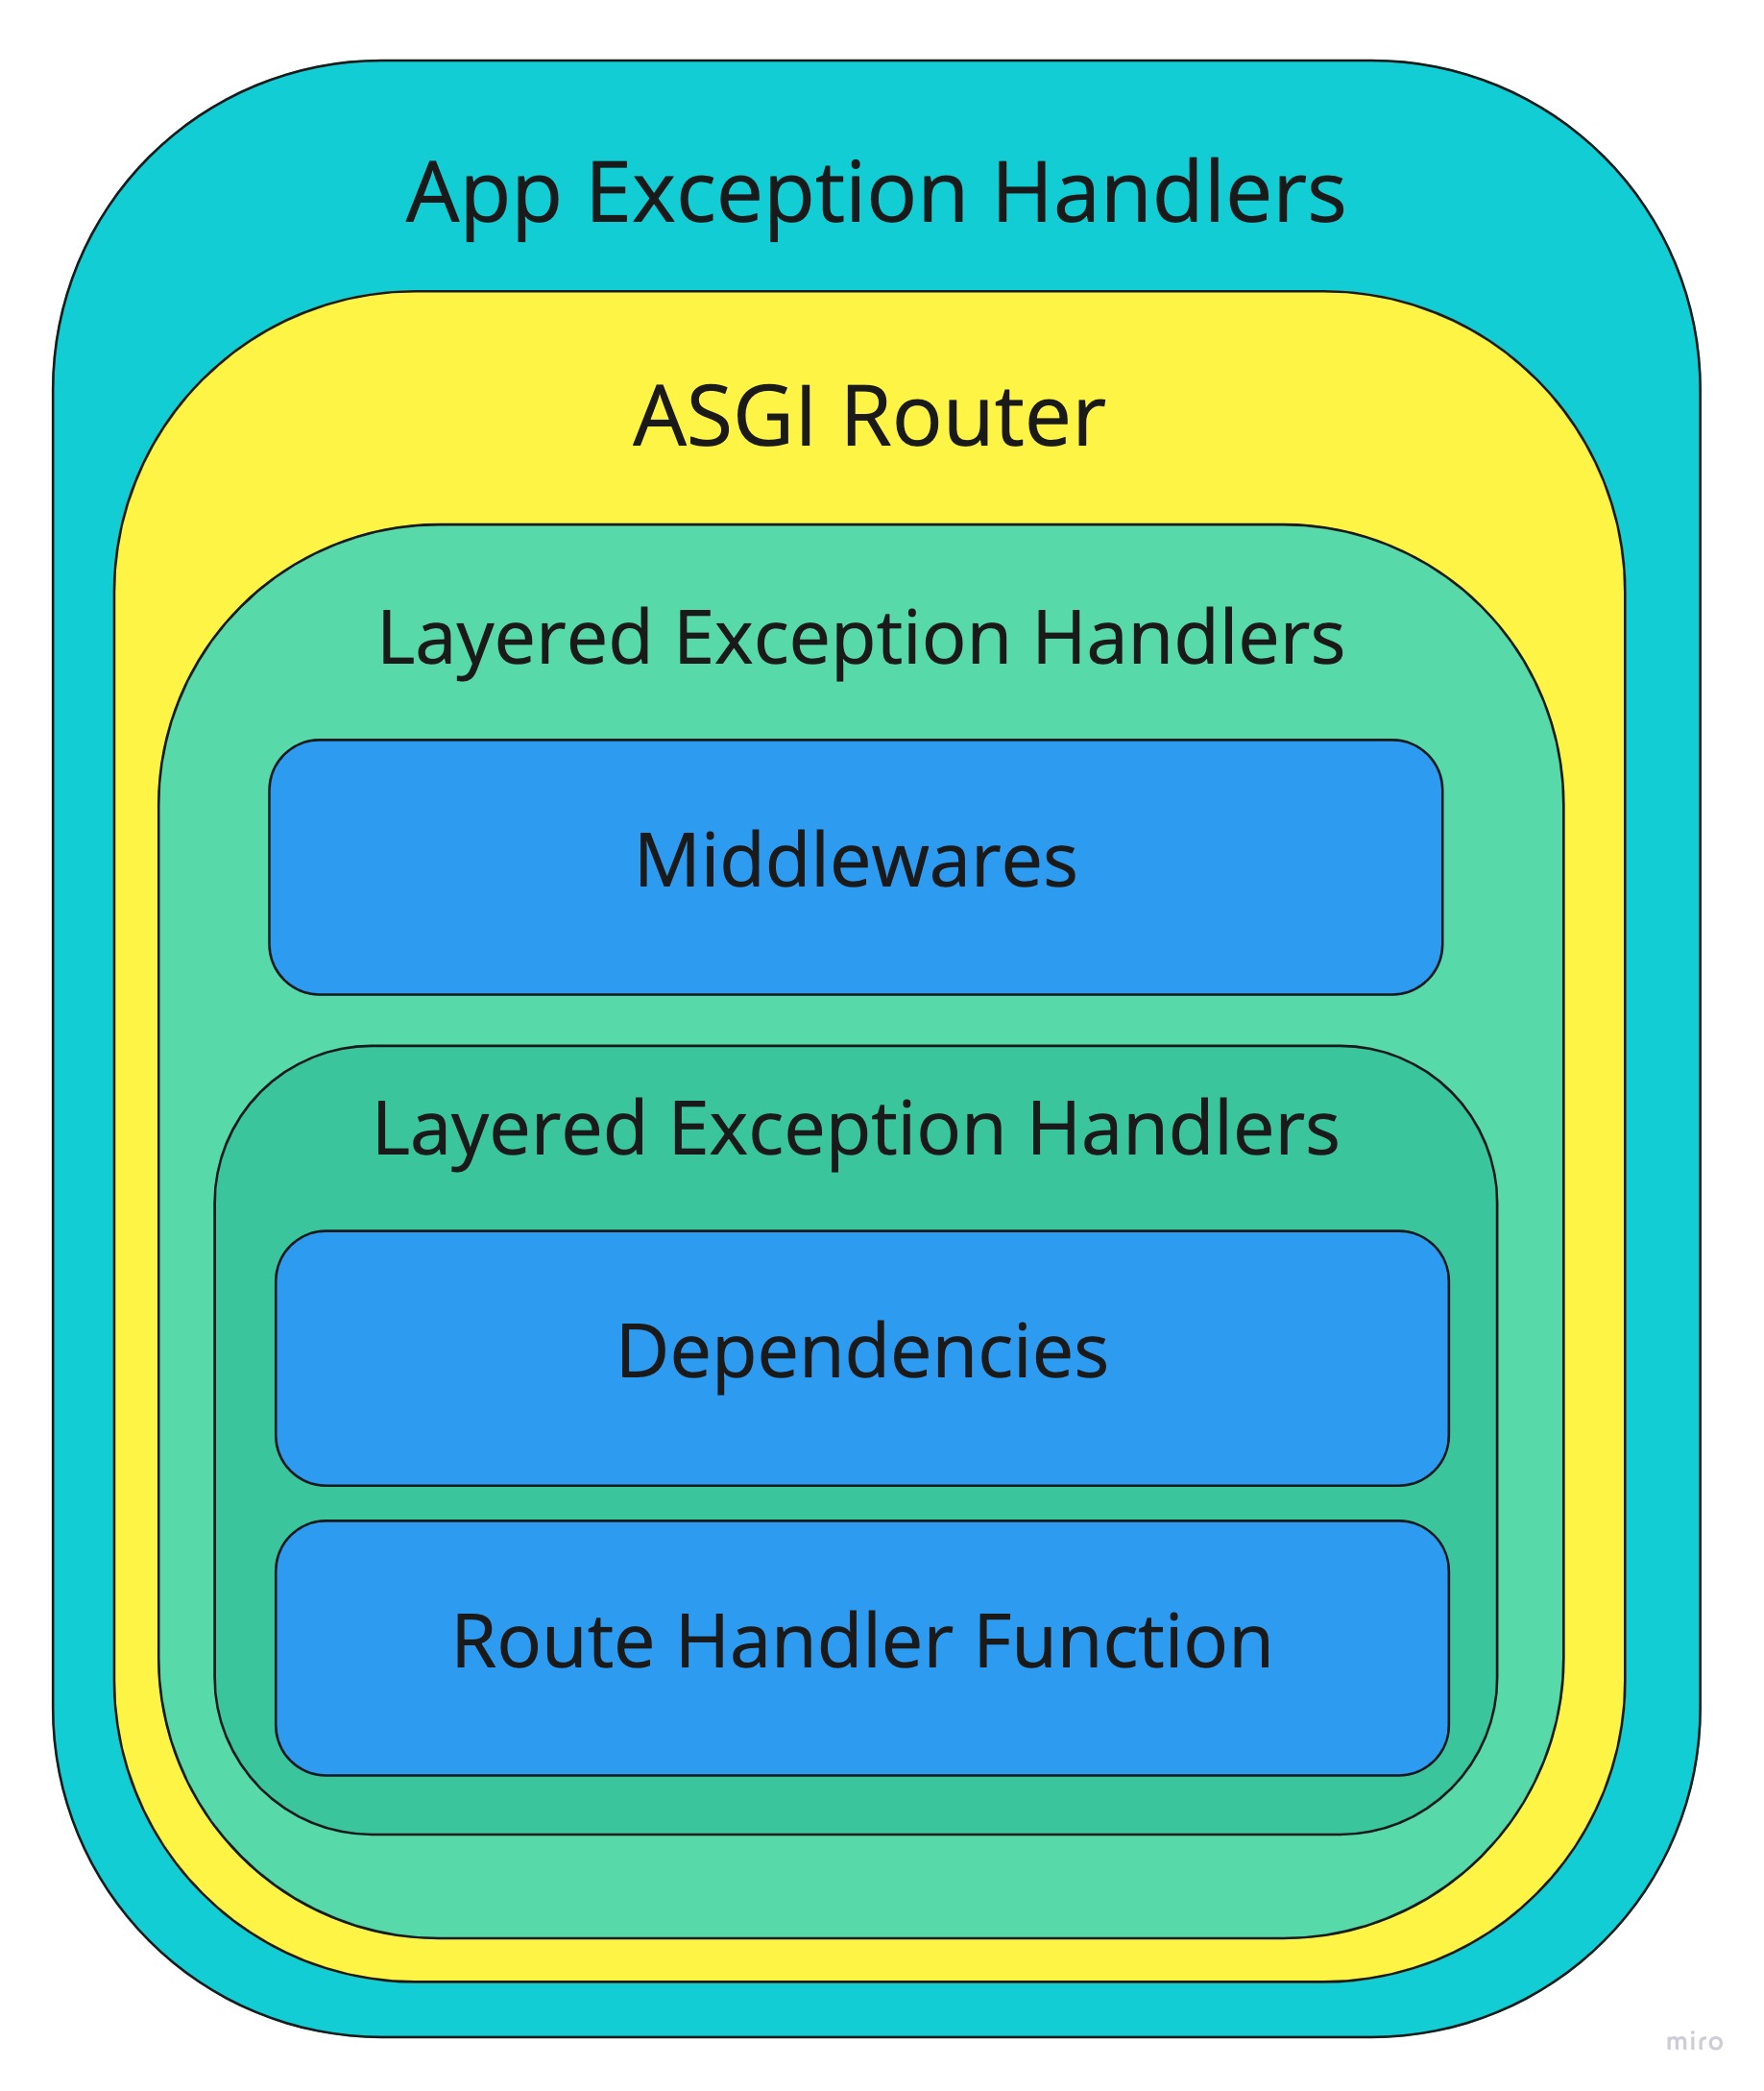 App Exception Handlers
ASGI Router
Layered Exception Handlers
Middlewares
Layered Exception Handlers
Dependencies
Route Handler Function
miro